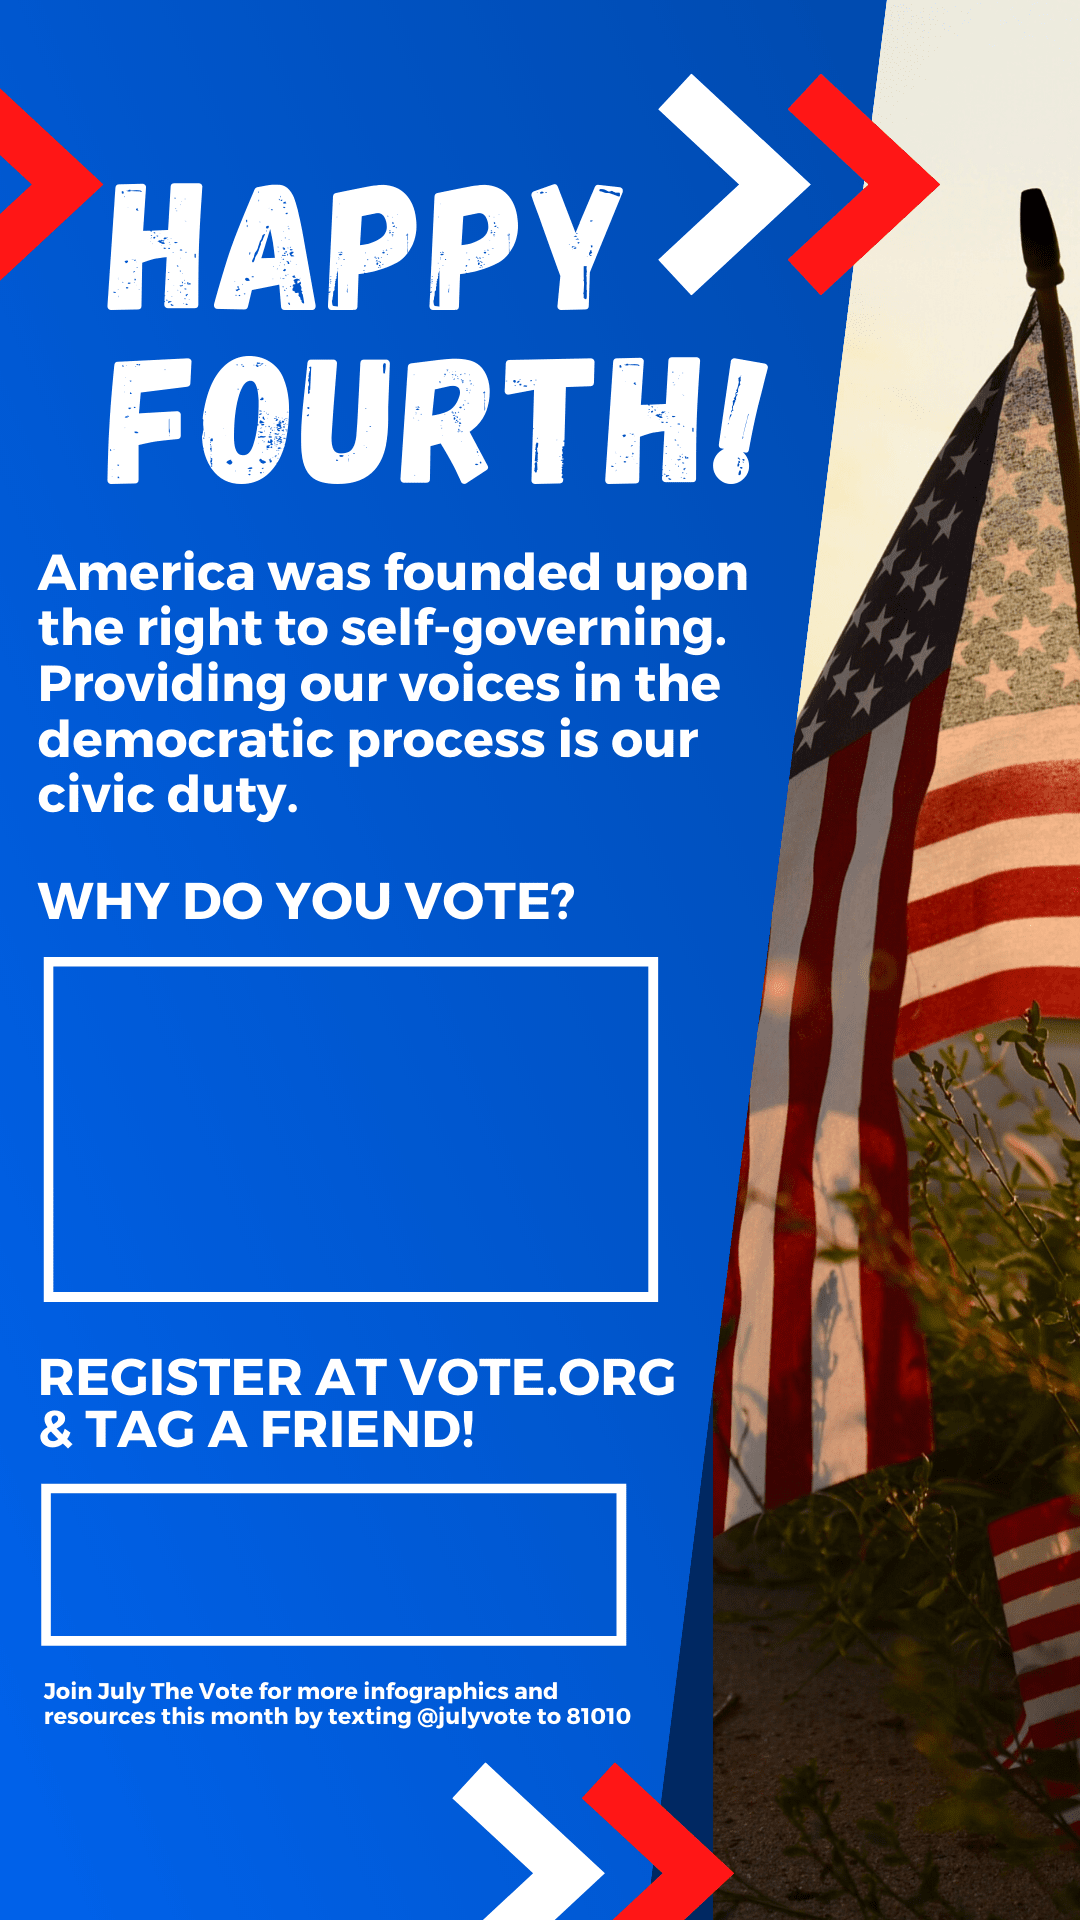 HAPPY
FOURTH!
America was founded upon
the right to self-governing.
Providing our voices in the
democratic process is our
civic duty.
WHY DO YOU VOTE?
REGISTER AT VOTE.ORG
& TAG A FRIEND!
Join July The Vote for more infographics and
resources this month by texting @julyvote to 81010